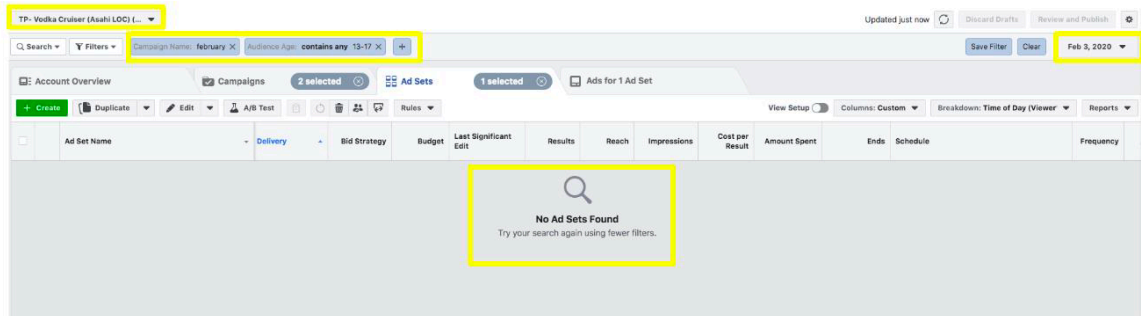 TP- Vodka Cruiser (Asahi LOC) (...
Updated just now
Discard Drafts
Review and Publish
Search
Filters
Campaign Name: february X
Audience Age: contains any 13-17 X
+
Save Filter
Clear
Feb 3, 2020
Account Overview
Campaigns
2 selected
Ad Sets
1 selected
Ads for 1 Ad Set
+ Create
Duplicate
Edit
A/B Test
Rules
View Setup
Columns: Custom
Breakdown: Time of Day (Viewer'
Reports
Ad Set Name
Delivery
Bid Strategy
Budget
Last Significant
Edit
Results
Reach
Impressions
Cost per
Result
Amount Spent
Ends
Schedule
Frequency
No Ad Sets Found
Try your search again using fewer filters.